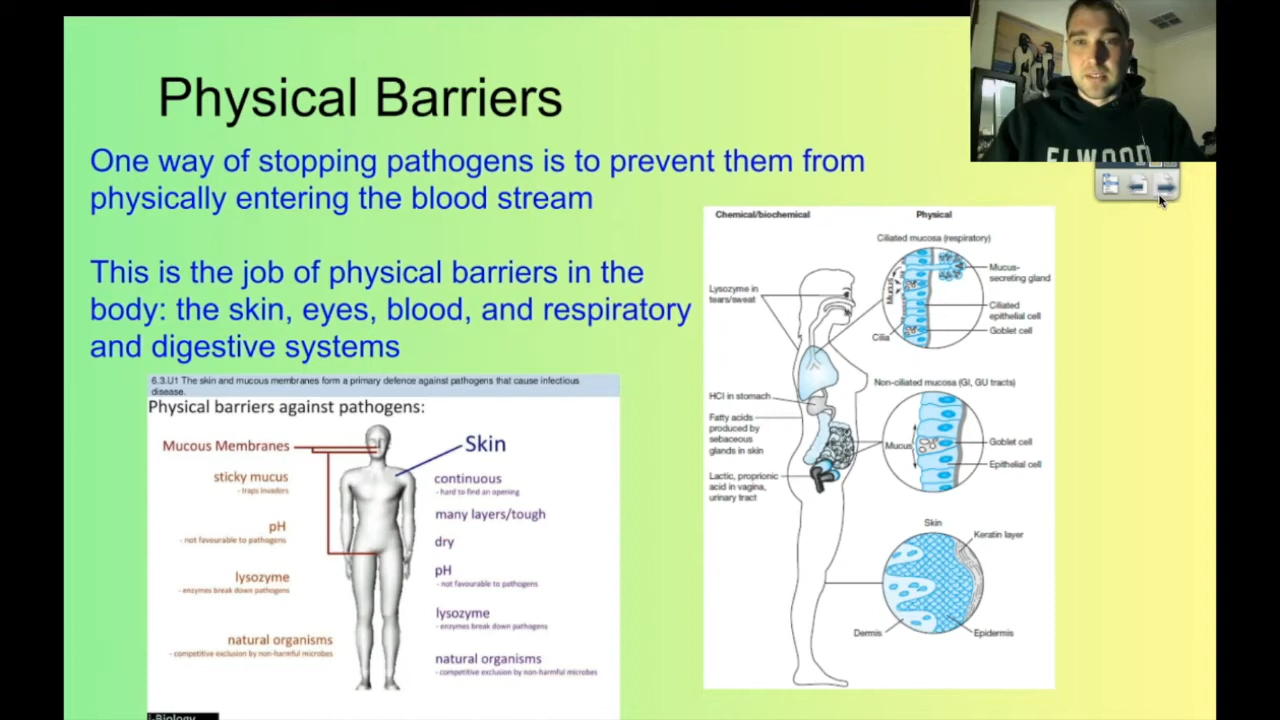 Physical Barriers
One way of stopping pathogens is to prevent them from
physically entering the blood stream
This is the job of physical barriers in the
body: the skin, eyes, blood, and respiratory
and digestive systems
6.3.U1 The skin and mucous membranes form a primary defence against pathogens that cause infectious
disease.
Physical barriers against pathogens:
Mucous Membranes
sticky mucus
- traps invaders
pH
- not favourable to pathogens
lysozyme
- enzymes break down pathogens
natural organisms
- competitive exclusion by non-harmful microbes
Skin
continuous
- hard to find an opening
many layers/tough
dry
pH
- not favourable to pathogens
lysozyme
- enzymes break down pathogens
natural organisms
- competitive exclusion by non-harmful microbes
i-Biology
Chemical/biochemical
Lysozyme in
tears/sweat
HCl in stomach
Fatty acids
produced by
sebaceous
glands in skin
Lactic, proprionic
acid in vagina,
urinary tract
Physical
Ciliated mucosa (respiratory)
Mucus
Mucus-
secreting gland
Ciliated
epithelial cell
Goblet cell
Cilia
Non-ciliated mucosa (GI, GU tracts)
Mucus
Goblet cell
Epithelial cell
Skin
Keratin layer
Dermis
Epidermis
ELWOOD